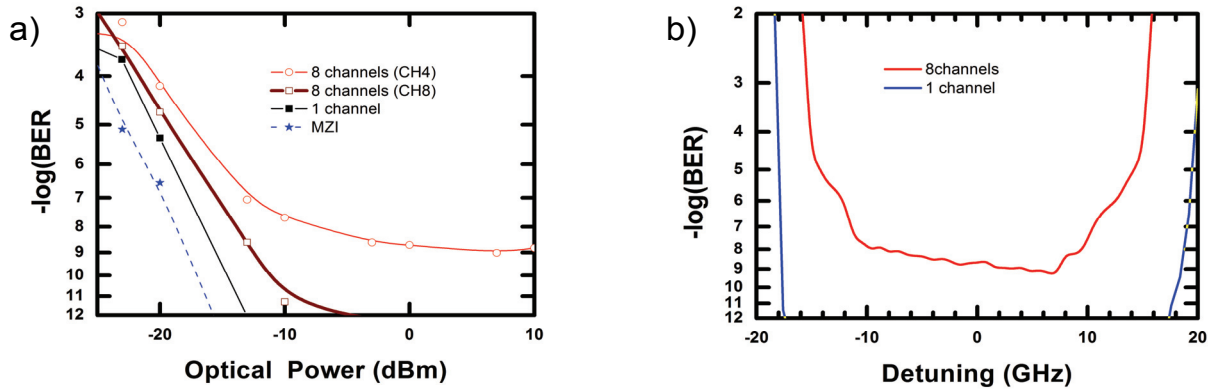 a)
-log(BER)
3
4
5
6
7
8
9
10
11
12
-20
-10
0
10
Optical Power (dBm)
8 channels (CH4)
8 channels (CH8)
1 channel
MZI
b)
-log(BER)
2
3
4
5
6
7
8
9
10
11
12
-20
-10
0
10
20
Detuning (GHz)
8channels
1 channel